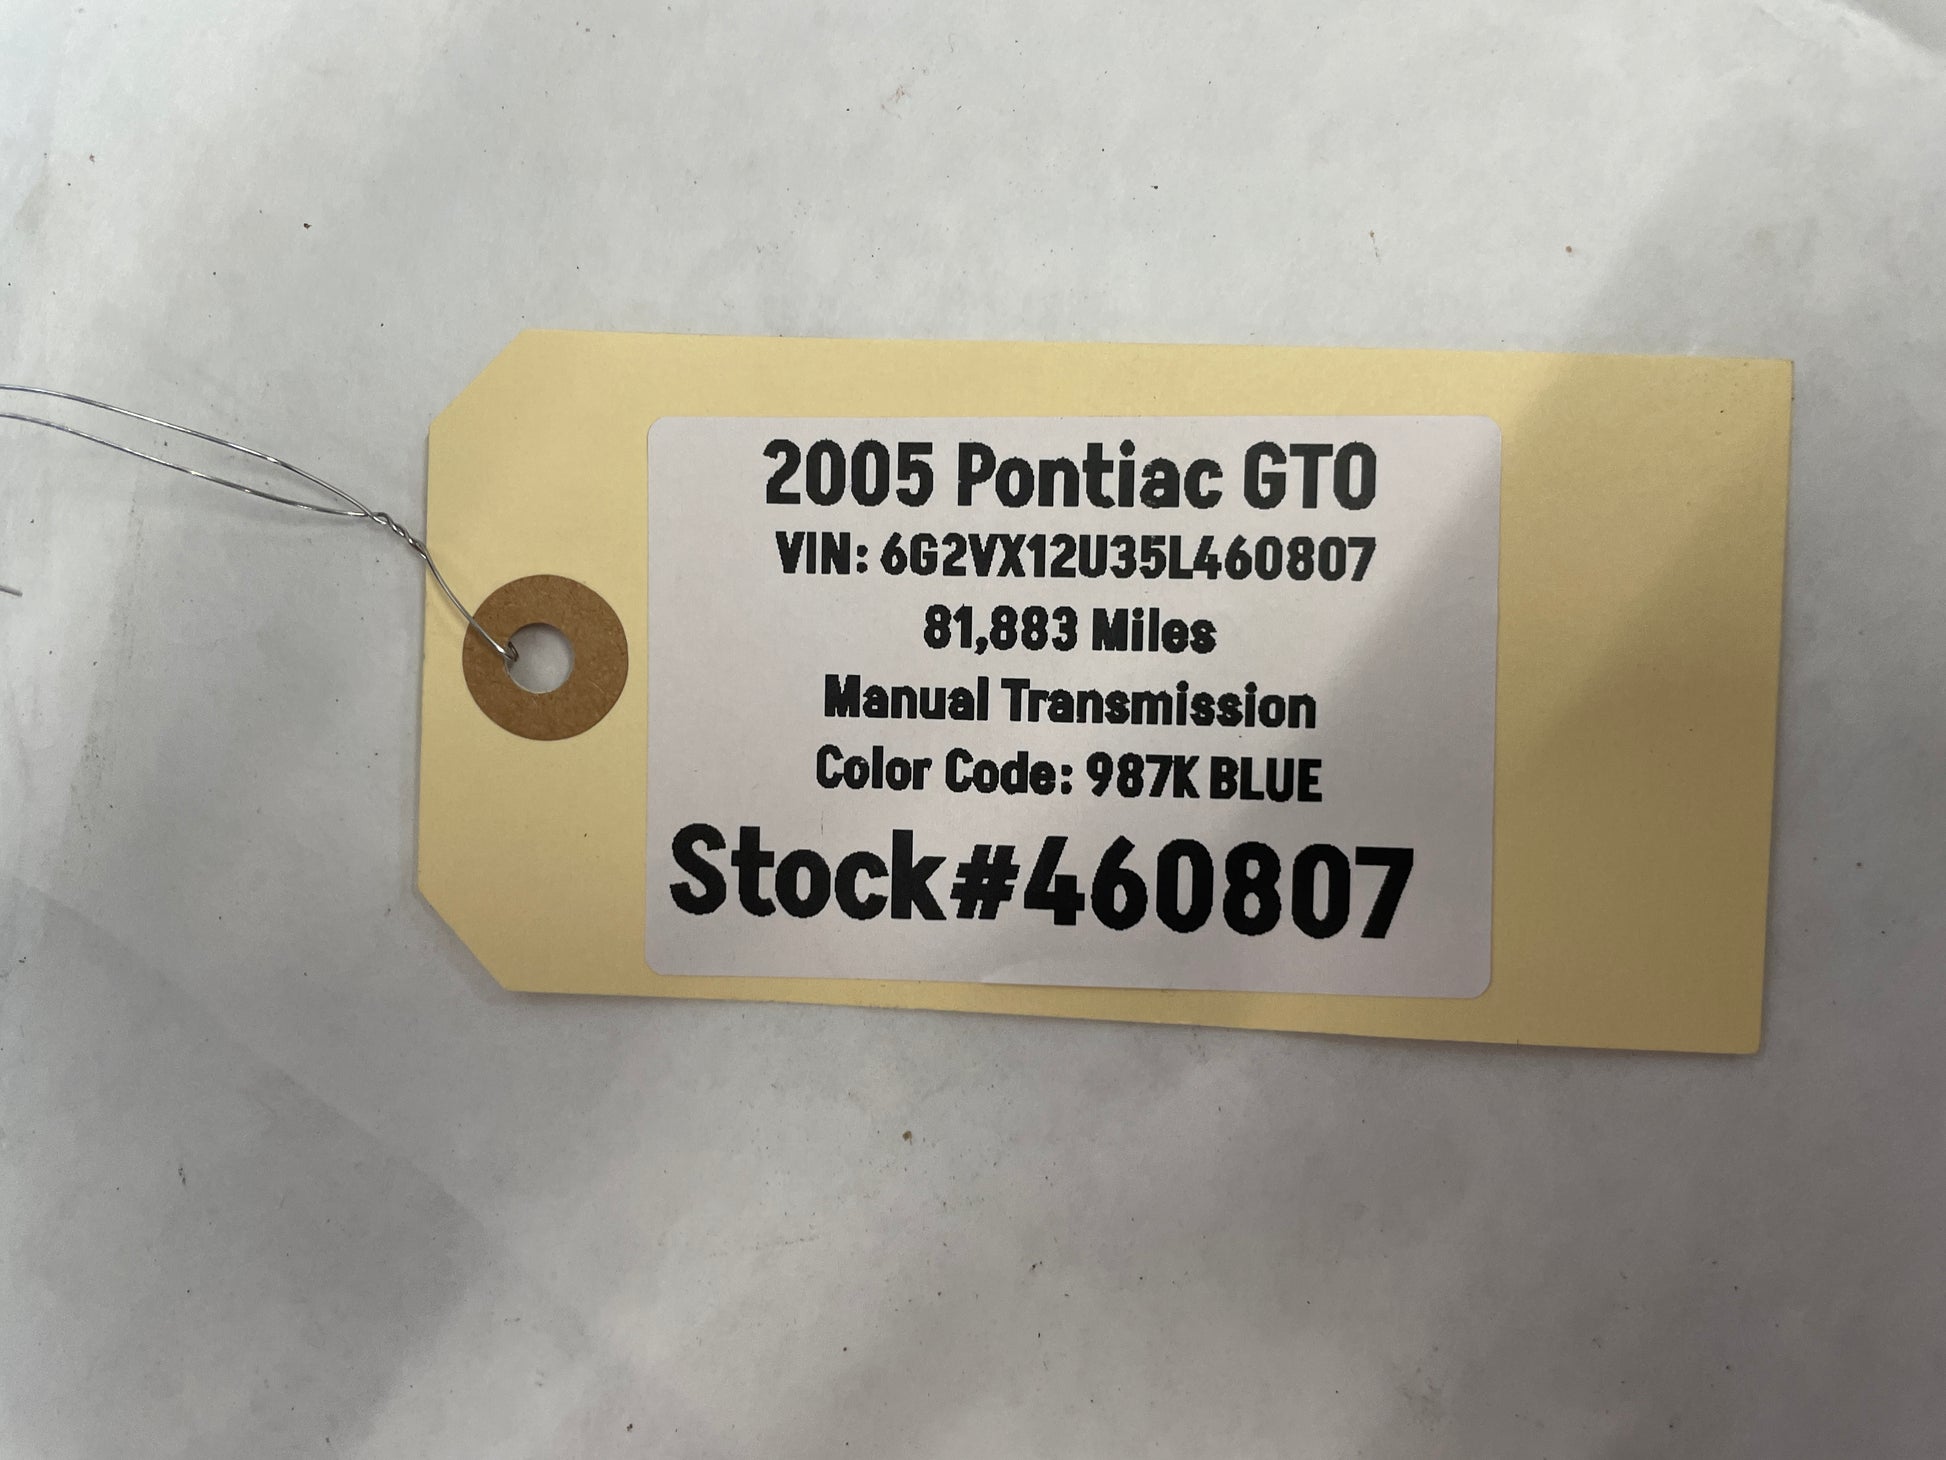 2005 Pontiac GTO
VIN: 6G2VX12U35L460807
81,883 Miles
Manual Transmission
Color Code: 987K BLUE
Stock#460807